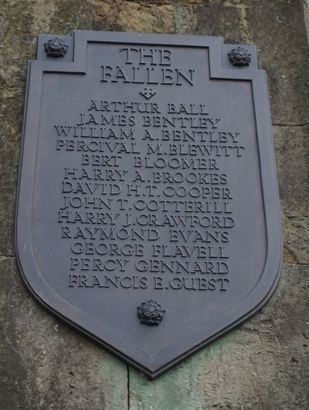 THE
FALLEN
ARTHUR BALL
JAMES BENTLEY
WILLIAM A. BENTLEY
PERCIVAL M. BLEWITT
BERT BLOOMER
HARRY A. BROOKES
DAVID H.T. COOPER
JOHN T. COTTERILL
HARRY J. CRAWFORD
RAYMOND EVANS
GEORGE FLAVELL
PERCY GENNARD
FRANCIS E. GUEST